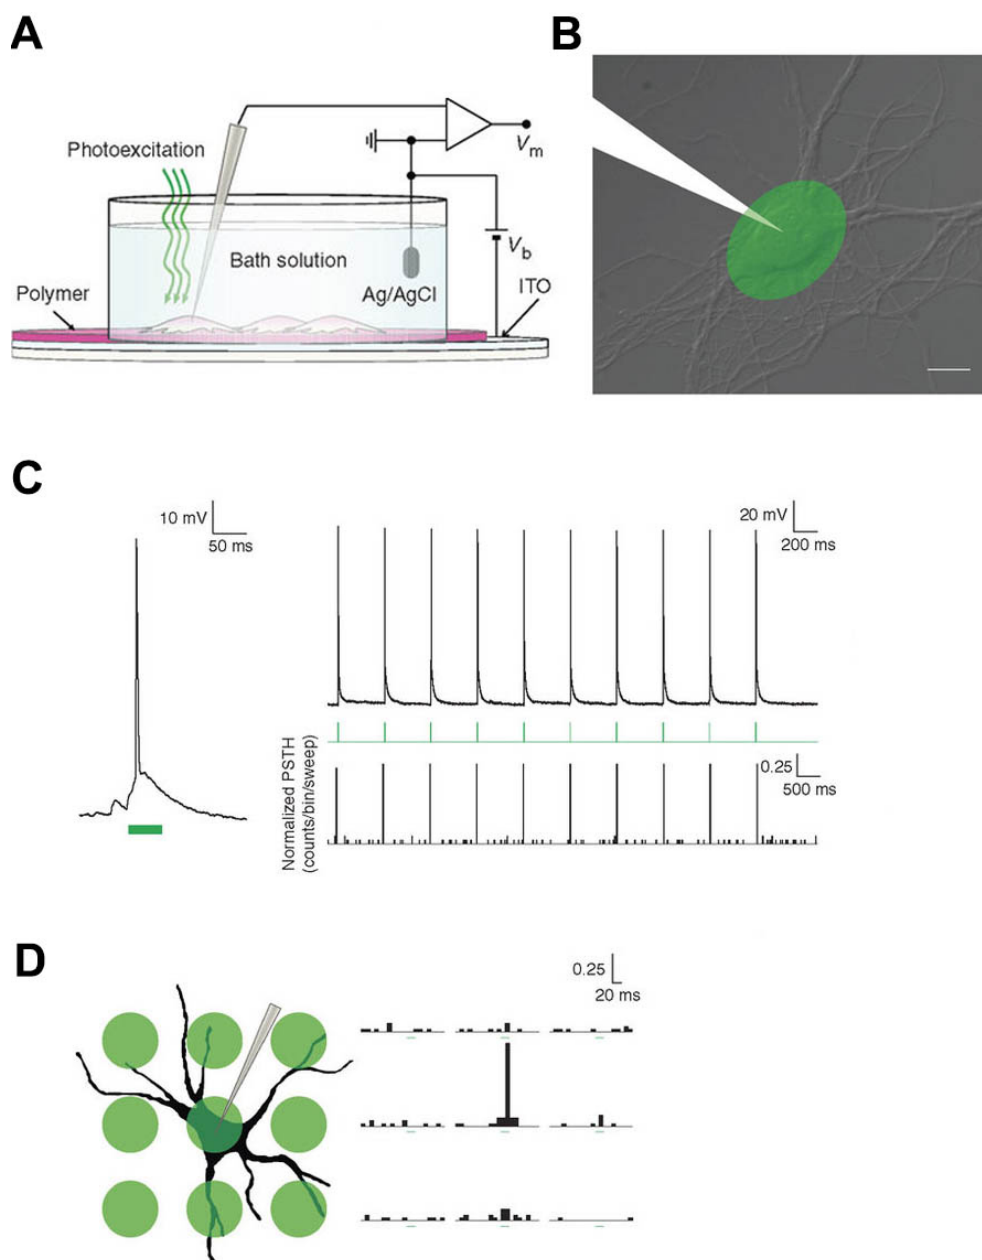 A
Photoexcitation
Vm
Vb
Bath solution
Ag/AgCl
ITO
Polymer
B
C
10 mV
50 ms
20 mV
200 ms
Normalized PSTH
(counts/bin/sweep)
0.25
500 ms
D
0.25
20 ms